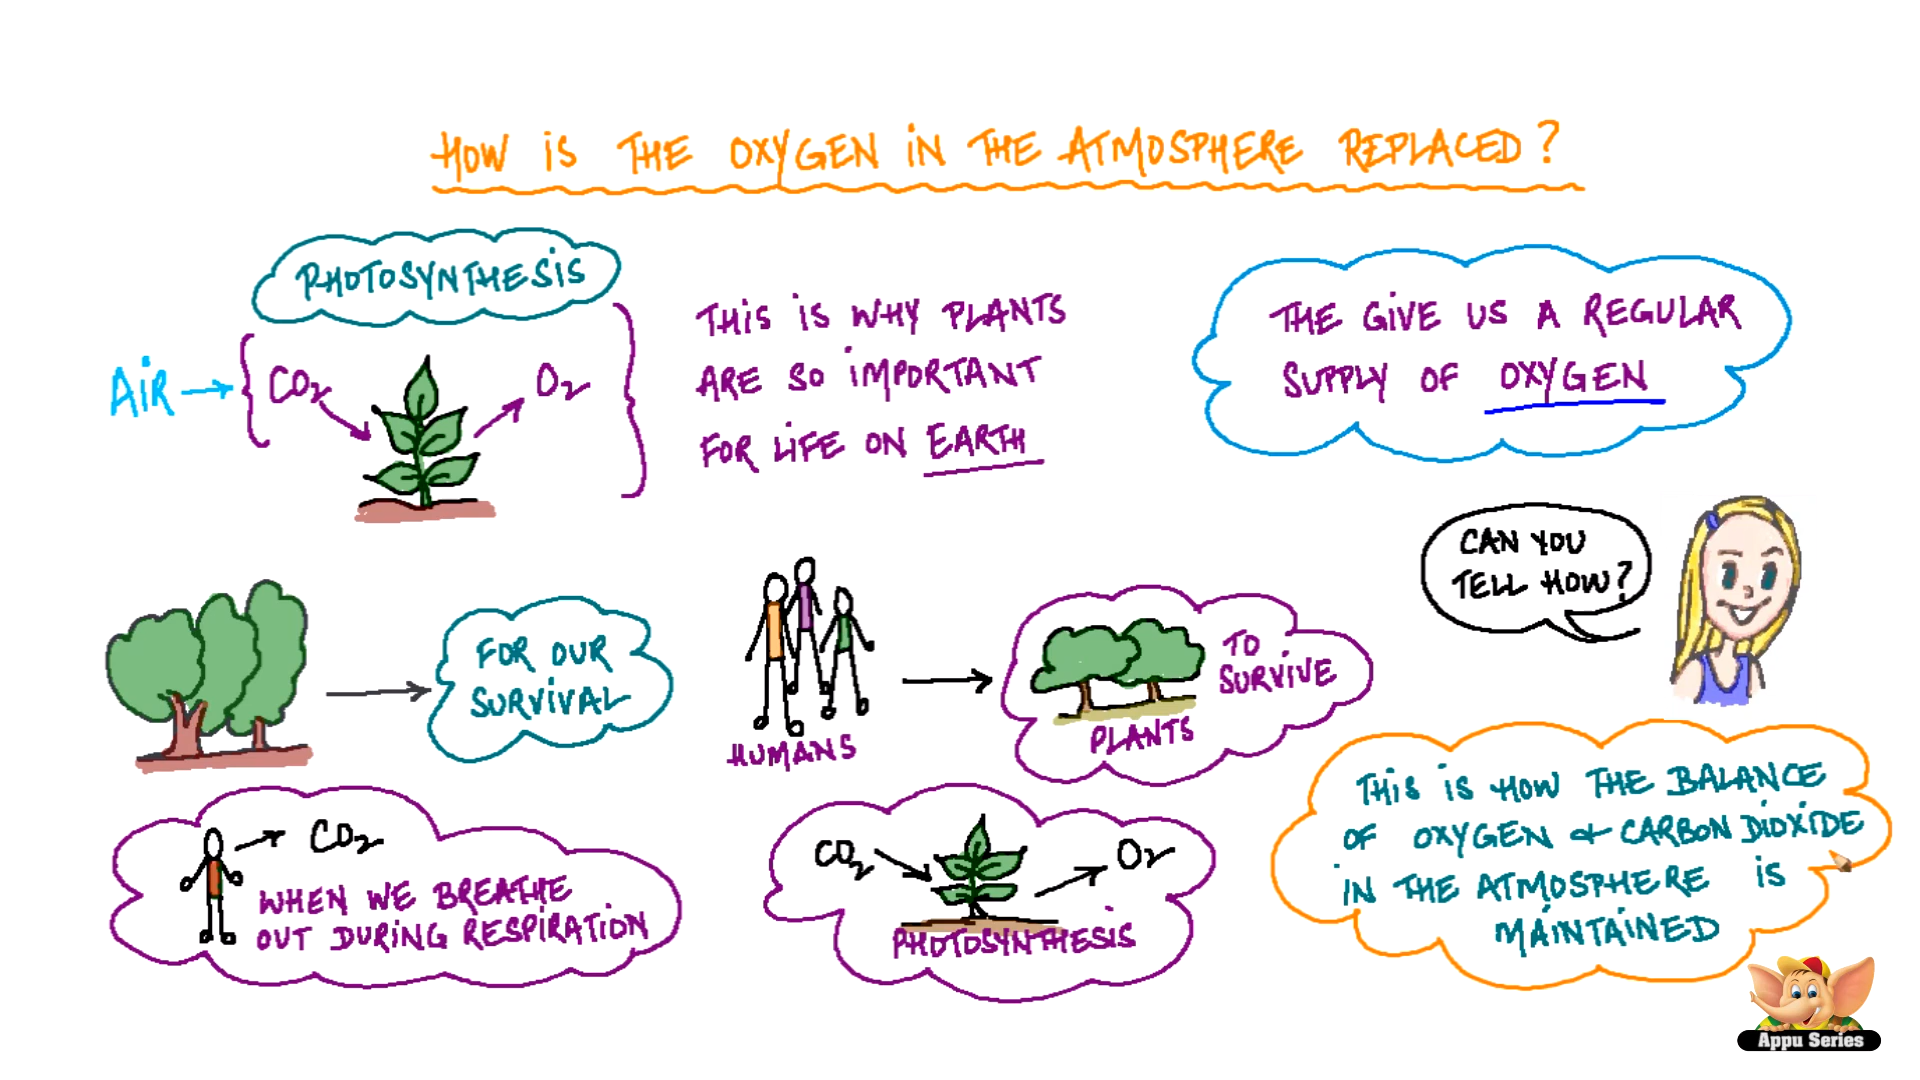 HOW IS THE OXYGEN IN THE ATMOSPHERE REPLACED?
PHOTOSYNTHESIS
AIR
CO2
O2
THIS IS WHY PLANTS
ARE SO IMPORTANT
FOR LIFE ON EARTH
THE GIVE US A REGULAR
SUPPLY OF OXYGEN
CAN YOU
TELL HOW?
FOR OUR
SURVIVAL
HUMANS
TO
SURVIVE
PLANTS
CO2
WHEN WE BREATHE
OUT DURING RESPIRATION
CO2
O2
PHOTOSYNTHESIS
THIS IS HOW THE BALANCE
OF OXYGEN & CARBON DIOXIDE
IN THE ATMOSPHERE IS
MAINTAINED
Appu Series